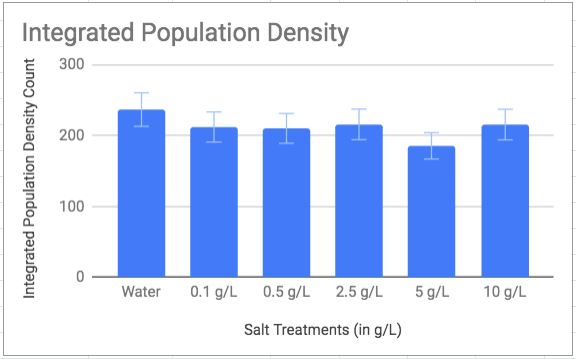 Integrated Population Density
Integrated Population Density Count
300
200
100
0
Water 0.1 g/L 0.5 g/L 2.5 g/L 5 g/L 10 g/L
Salt Treatments (in g/L)